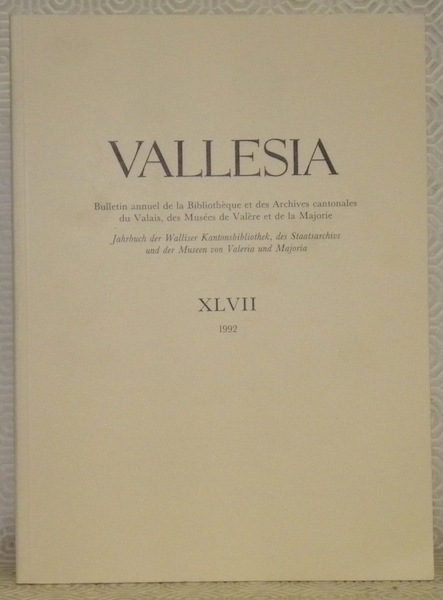 VALLESIA
Bulletin annuel de la Bibliothèque et des Archives cantonales
du Valais, des Musées de Valère et de la Majorie
Jahrbuch der Walliser Kantonsbibliothek, des Staatsarchivs
und der Museen von Valeria und Majoria
XLVII
1992